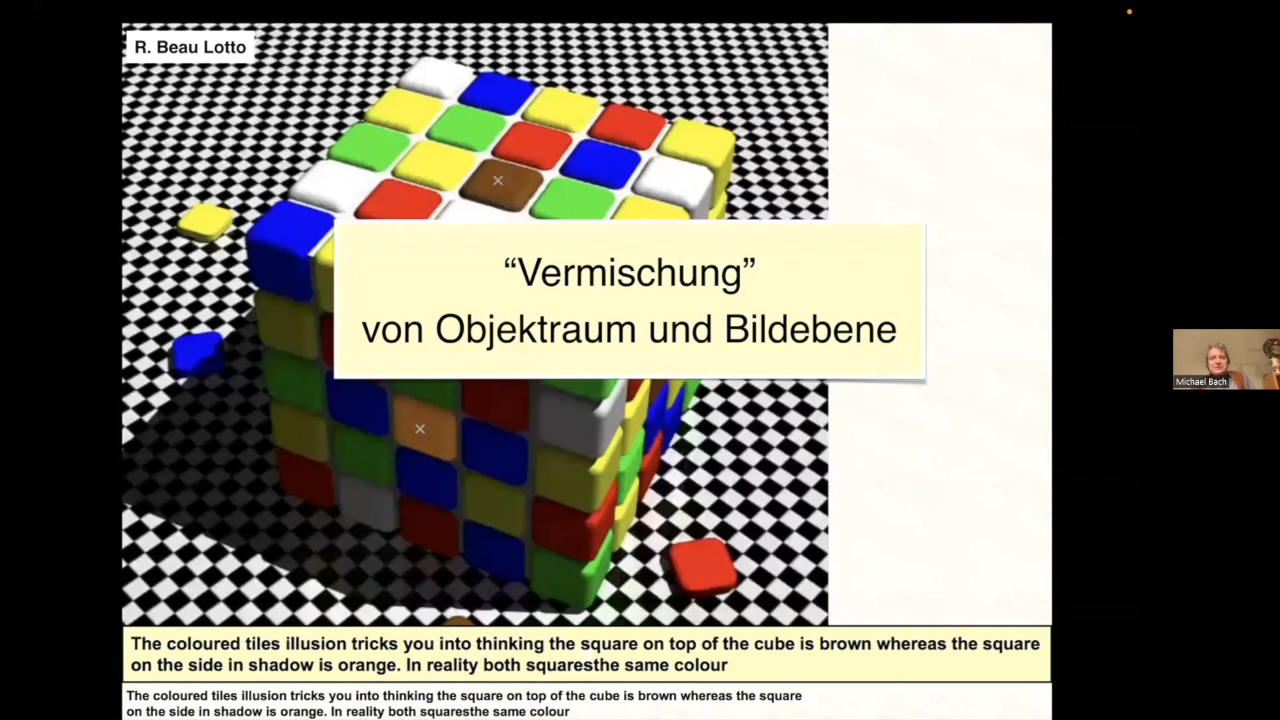 R. Beau Lotto
“Vermischung”
von Objektraum und Bildebene
Michael Bach
The coloured tiles illusion tricks you into thinking the square on top of the cube is brown whereas the square
on the side in shadow is orange. In reality both squaresthe same colour
The coloured tiles illusion tricks you into thinking the square on top of the cube is brown whereas the square
on the side in shadow is orange. In reality both squaresthe same colour